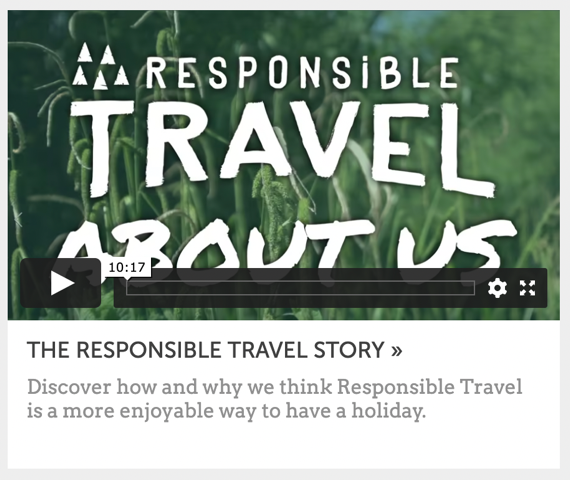 RESPONSiBLE
TRAVEL
ABOUT US
10:17
THE RESPONSIBLE TRAVEL STORY »
Discover how and why we think Responsible Travel
is a more enjoyable way to have a holiday.